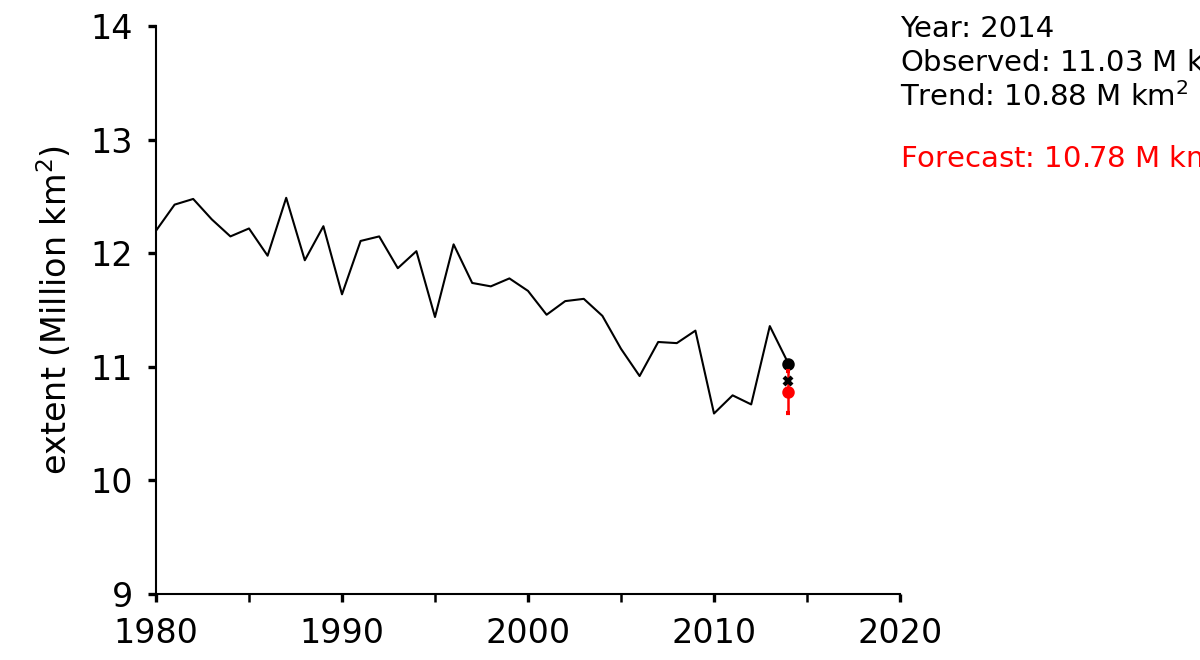 14
13
12
11
10
9
extent (Million km²)
1980 1990 2000 2010 2020
Year: 2014
Observed: 11.03 M k
Trend: 10.88 M km²
Forecast: 10.78 M km